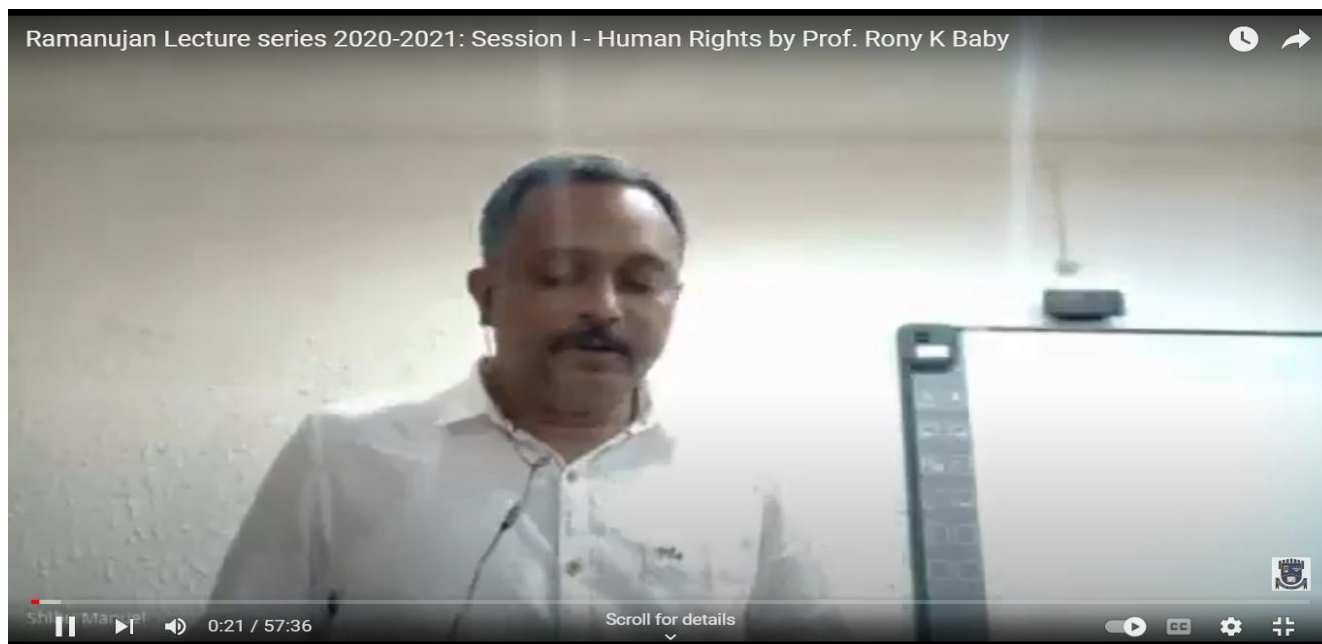 Ramanujan Lecture series 2020-2021: Session I - Human Rights by Prof. Rony K Baby
Scroll for details
0:21 / 57:36
CC